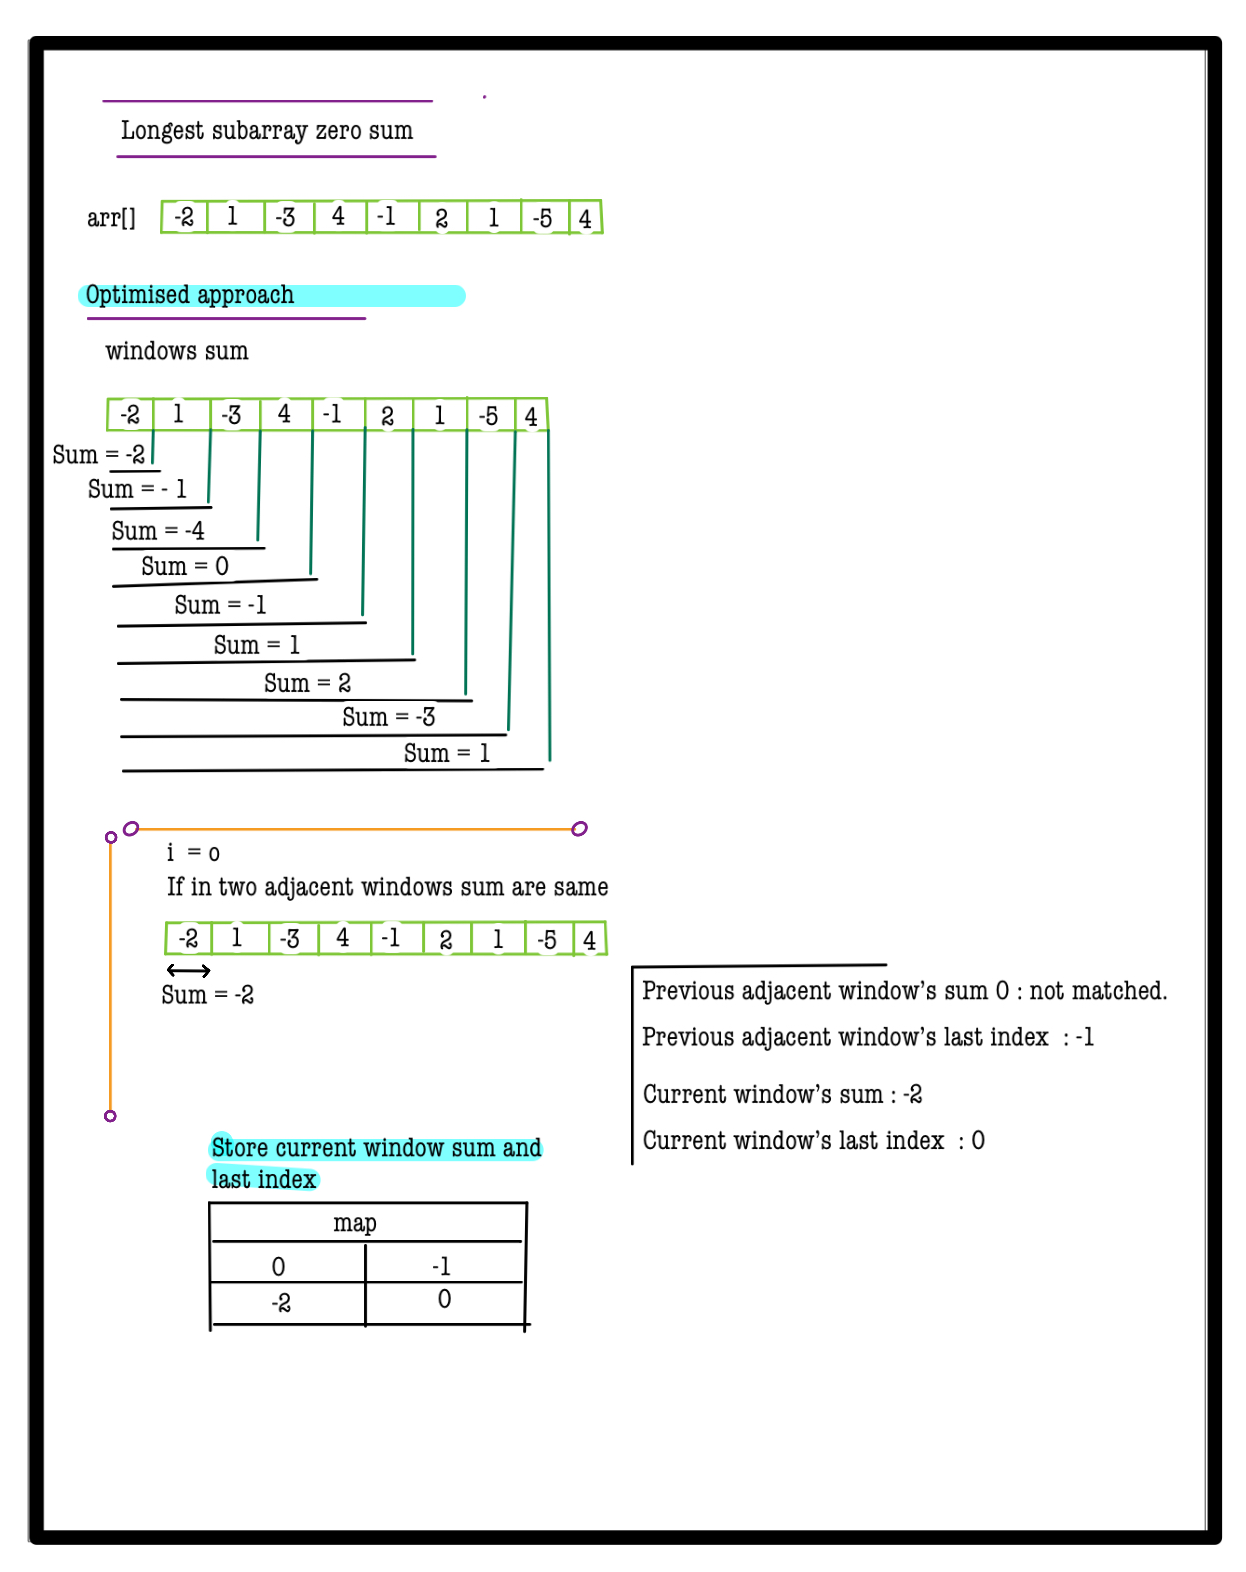 Longest subarray zero sum
arr[] -2 1 -3 4 -1 2 1 -5 4
Optimised approach
windows sum
-2 1 -3 4 -1 2 1 -5 4
Sum = -2
Sum = - 1
Sum = -4
Sum = 0
Sum = -1
Sum = 1
Sum = 2
Sum = -3
Sum = 1
i = o
If in two adjacent windows sum are same
-2 1 -3 4 -1 2 1 -5 4
Sum = -2
Previous adjacent window's sum 0 : not matched.
Previous adjacent window's last index : -1
Current window's sum : -2
Current window's last index : 0
Store current window sum and
last index
map
0 -1
-2 0